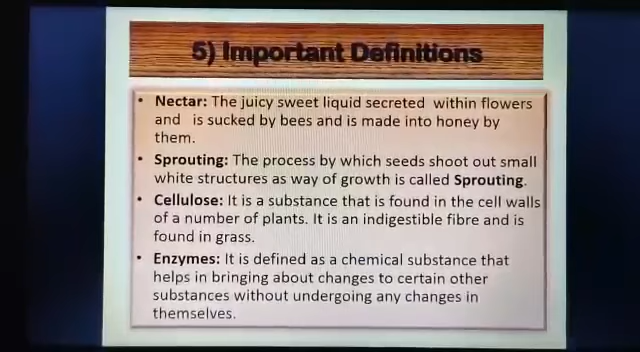 5) Important Definitions
• Nectar: The juicy sweet liquid secreted within flowers
and is sucked by bees and is made into honey by
them.
• Sprouting: The process by which seeds shoot out small
white structures as way of growth is called Sprouting.
• Cellulose: It is a substance that is found in the cell walls
of a number of plants. It is an indigestible fibre and is
found in grass.
• Enzymes: It is defined as a chemical substance that
helps in bringing about changes to certain other
substances without undergoing any changes in
themselves.